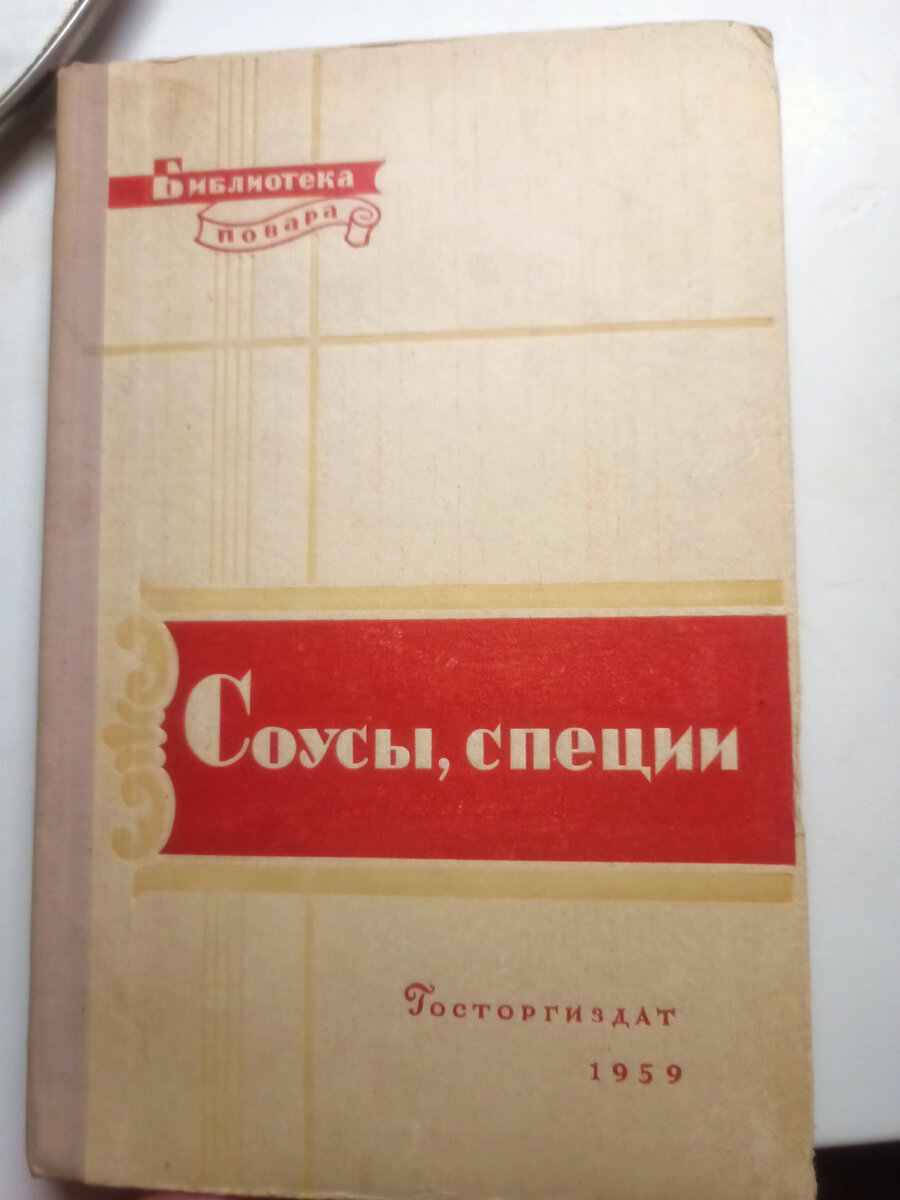 Библиотека
повара
Соусы, специи
Госторгиздат
1959